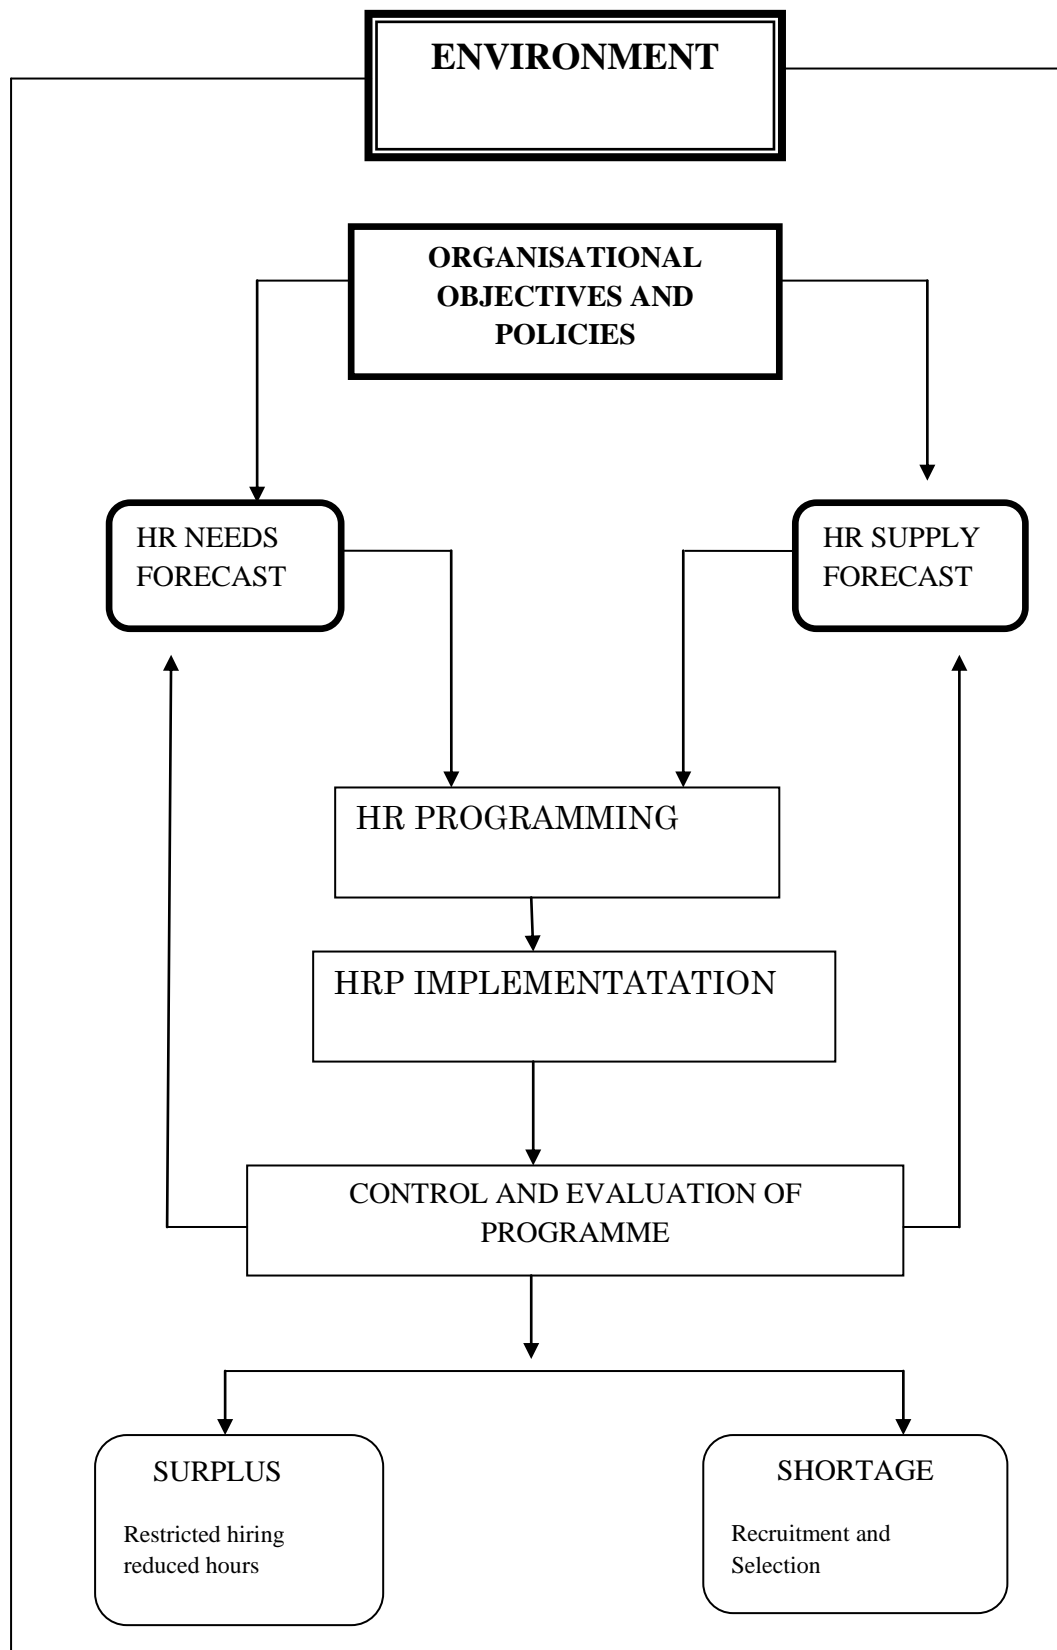 ENVIRONMENT
ORGANISATIONAL
OBJECTIVES AND
POLICIES
HR NEEDS
FORECAST
HR SUPPLY
FORECAST
HR PROGRAMMING
HRP IMPLEMENTATATION
CONTROL AND EVALUATION OF
PROGRAMME
SURPLUS
Restricted hiring
reduced hours
SHORTAGE
Recruitment and
Selection